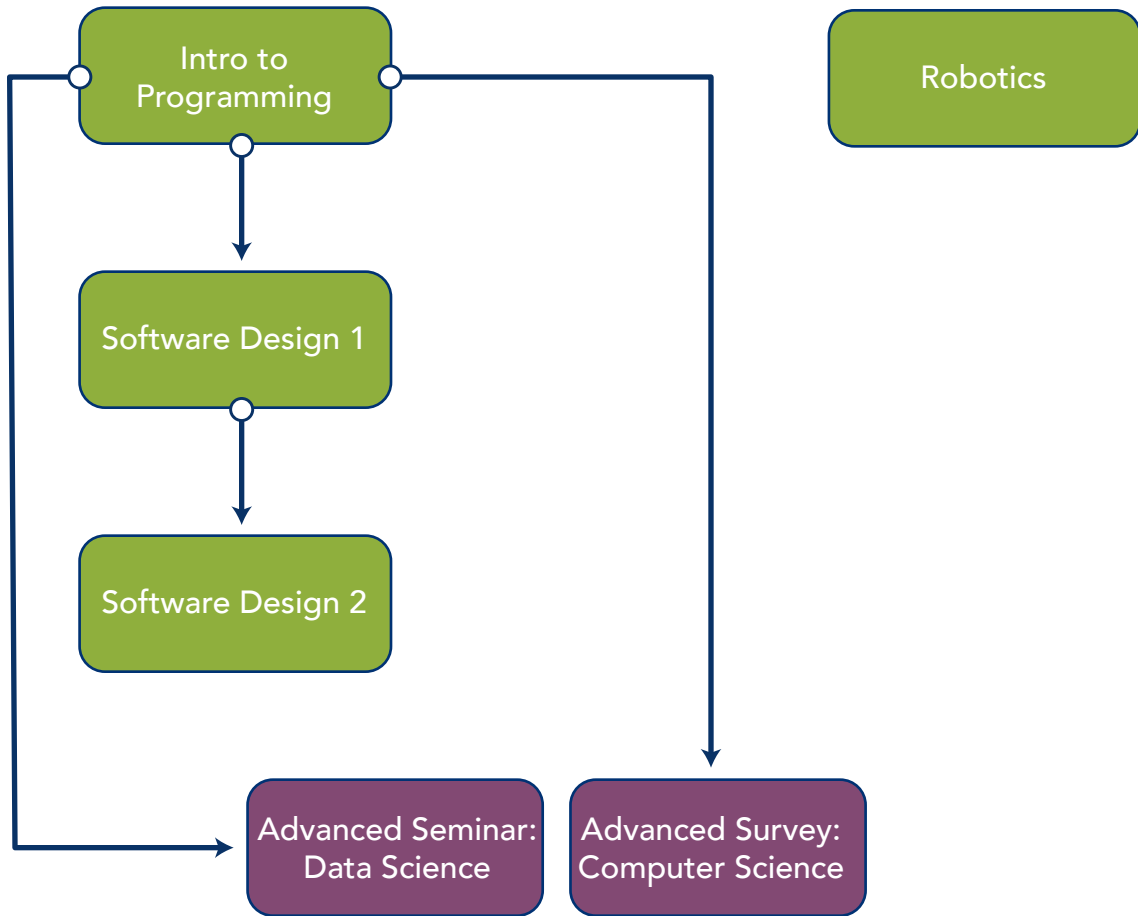 Intro to
Programming
Robotics
Software Design 1
Software Design 2
Advanced Seminar:
Data Science
Advanced Survey:
Computer Science